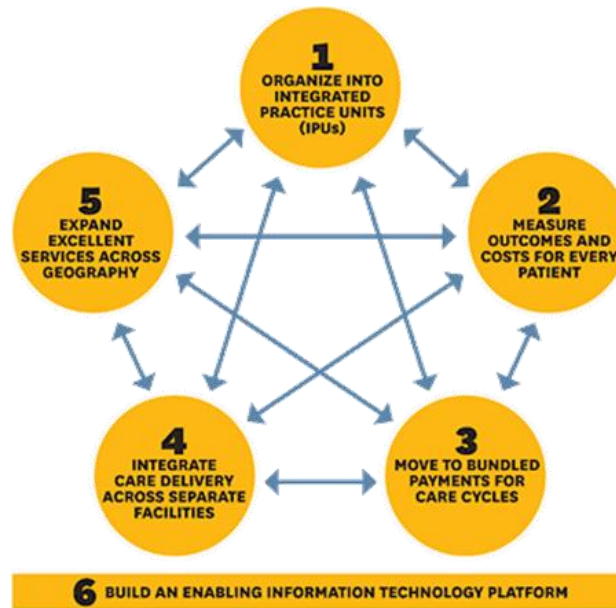 1
ORGANIZE INTO
INTEGRATED
PRACTICE UNITS
(IPUs)
2
MEASURE
OUTCOMES AND
COSTS FOR EVERY
PATIENT
3
MOVE TO BUNDLED
PAYMENTS FOR
CARE CYCLES
4
INTEGRATE
CARE DELIVERY
ACROSS SEPARATE
FACILITIES
5
EXPAND
EXCELLENT
SERVICES ACROSS
GEOGRAPHY
6 BUILD AN ENABLING INFORMATION TECHNOLOGY PLATFORM